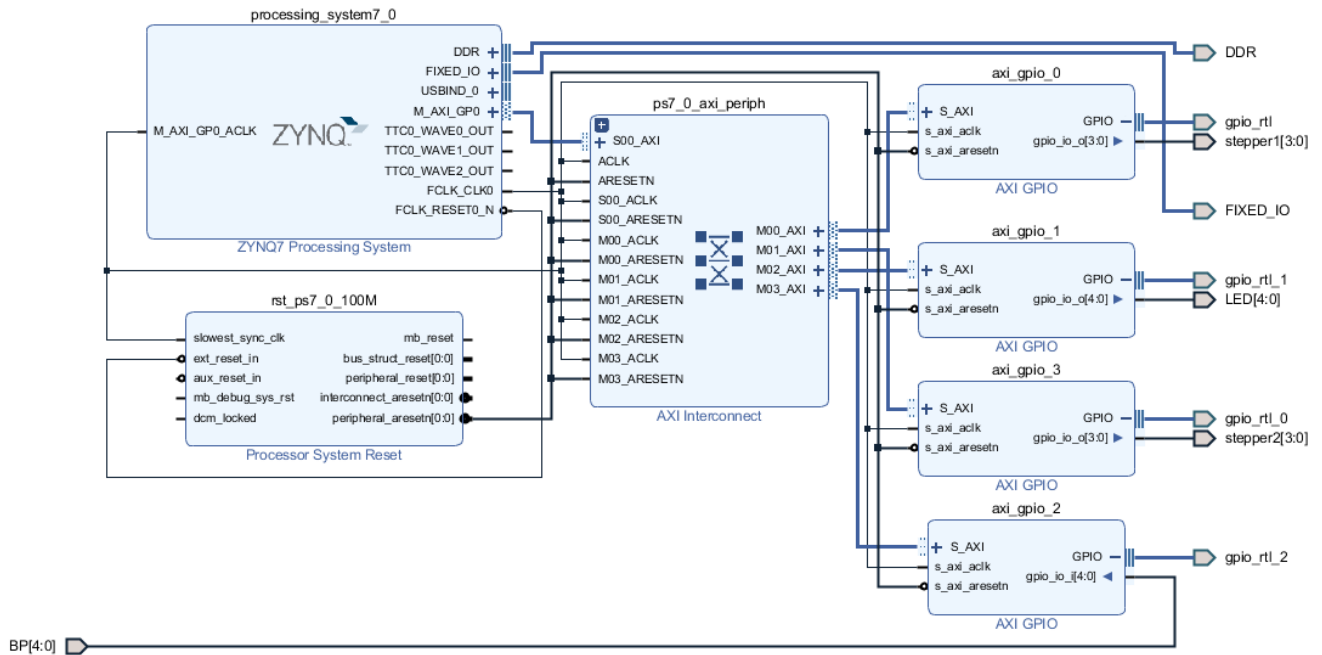 processing_system7_0
DDR
FIXED_IO
USBIND_0
M_AXI_GP0
M_AXI_GP0_ACLK
ZYNQ
TTC0_WAVE0_OUT
TTC0_WAVE1_OUT
TTC0_WAVE2_OUT
FCLK_CLK0
FCLK_RESET0_N
ZYNQ7 Processing System
rst_ps7_0_100M
slowest_sync_clk
ext_reset_in
aux_reset_in
mb_debug_sys_rst
dcm_locked
mb_reset
bus_struct_reset[0:0]
peripheral_reset[0:0]
interconnect_aresetn[0:0]
peripheral_aresetn[0:0]
Processor System Reset
ps7_0_axi_periph
S00_AXI
ACLK
ARESETN
S00_ACLK
S00_ARESETN
M00_ACLK
M00_ARESETN
M01_ACLK
M01_ARESETN
M02_ACLK
M02_ARESETN
M03_ACLK
M03_ARESETN
M00_AXI
M01_AXI
M02_AXI
M03_AXI
AXI Interconnect
axi_gpio_0
S_AXI
s_axi_aclk
s_axi_aresetn
GPIO
gpio_io_o[3:0]
AXI GPIO
axi_gpio_1
S_AXI
s_axi_aclk
s_axi_aresetn
GPIO
gpio_io_o[4:0]
AXI GPIO
axi_gpio_3
S_AXI
s_axi_aclk
s_axi_aresetn
GPIO
gpio_io_o[3:0]
AXI GPIO
axi_gpio_2
S_AXI
s_axi_aclk
s_axi_aresetn
GPIO
gpio_io_i[4:0]
AXI GPIO
DDR
gpio_rtl
stepper1[3:0]
FIXED_IO
gpio_rtl_1
LED[4:0]
gpio_rtl_0
stepper2[3:0]
gpio_rtl_2
BP[4:0]